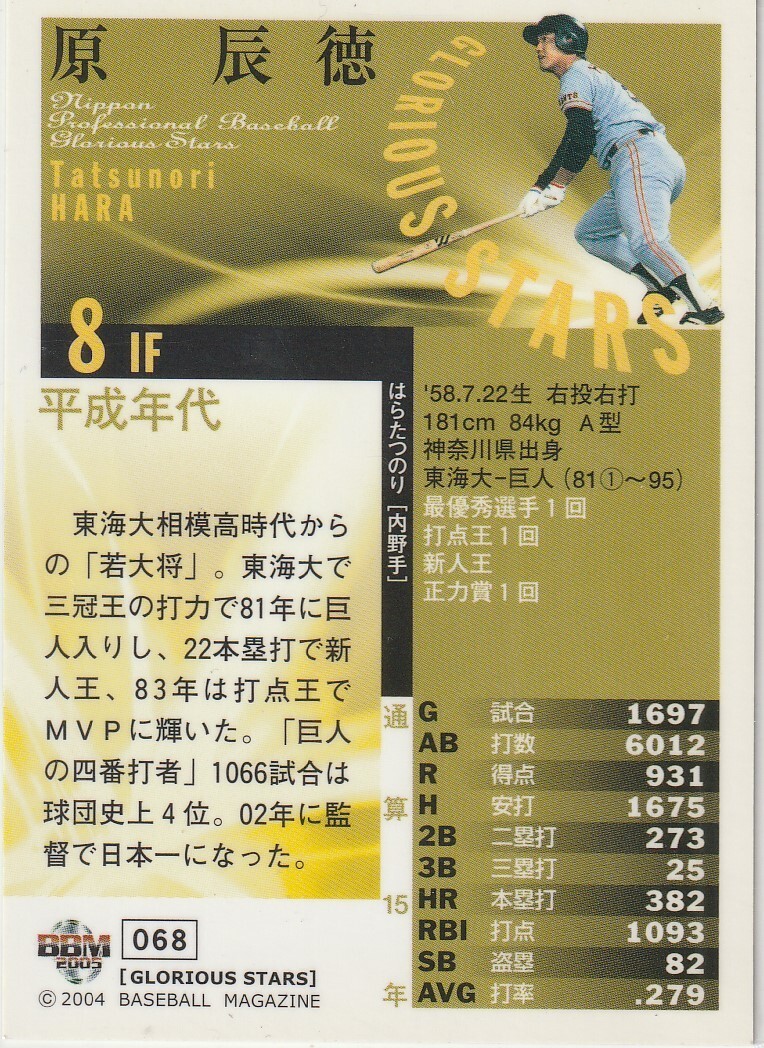 原 辰徳
Nippon
Professional Baseball
Glorious Stars
Tatsunori
HARA
GLORIOUS STARS
8 IF
平成年代
東海大相模高時代から
の「若大将」。東海大で
三冠王の打力で81年に巨
人入りし、22本塁打で新
人王、83年は打点王で
ＭＶＰに輝いた。「巨人
の四番打者」1066試合は
球団史上４位。02年に監
督で日本一になった。
はらたつのり［内野手］
'58.7.22生 右投右打
181cm 84kg Ａ型
神奈川県出身
東海大−巨人（81①〜95）
最優秀選手１回
打点王１回
新人王
正力賞１回
通算15年
G 試合 1697
AB 打数 6012
R 得点 931
H 安打 1675
2B 二塁打 273
3B 三塁打 25
HR 本塁打 382
RBI 打点 1093
SB 盗塁 82
AVG 打率 .279
BBM
2005
068
[GLORIOUS STARS]
©2004 BASEBALL MAGAZINE